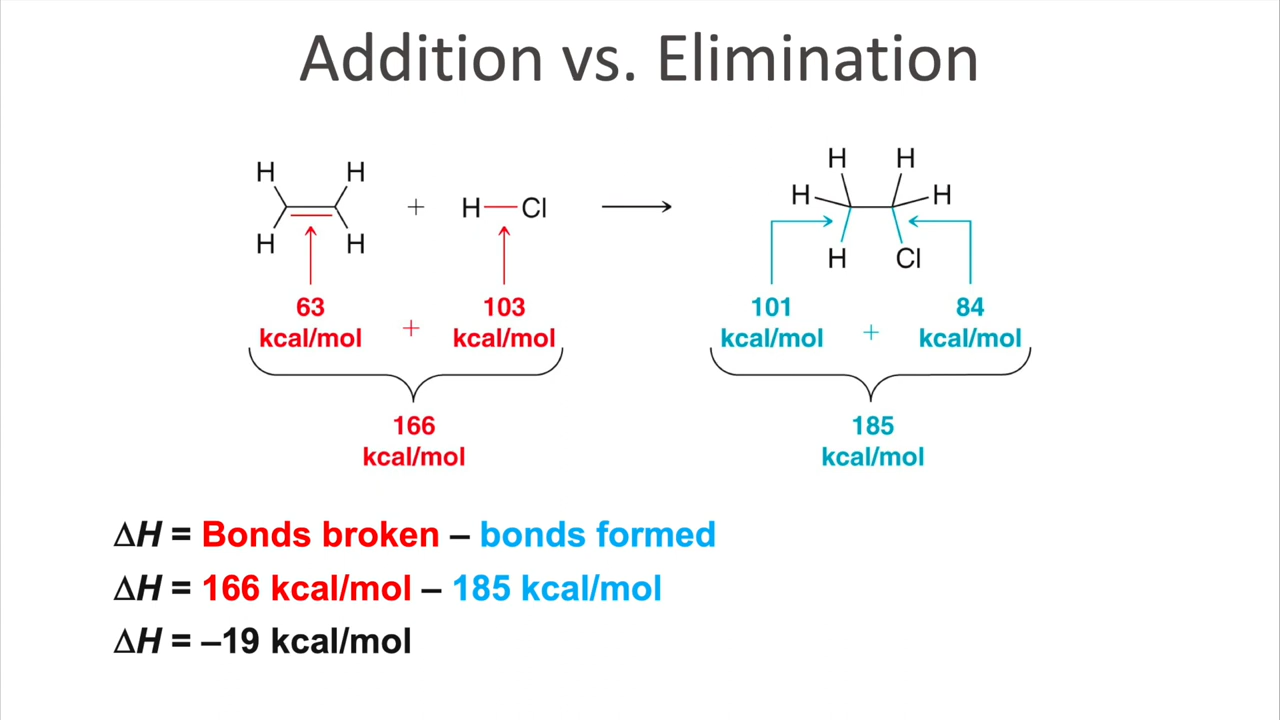 Addition vs. Elimination
H H H H
+ H Cl H H
H H H Cl
63 103 101 84
kcal/mol + kcal/mol kcal/mol + kcal/mol
166 185
kcal/mol kcal/mol
ΔH = Bonds broken – bonds formed
ΔH = 166 kcal/mol – 185 kcal/mol
ΔH = –19 kcal/mol